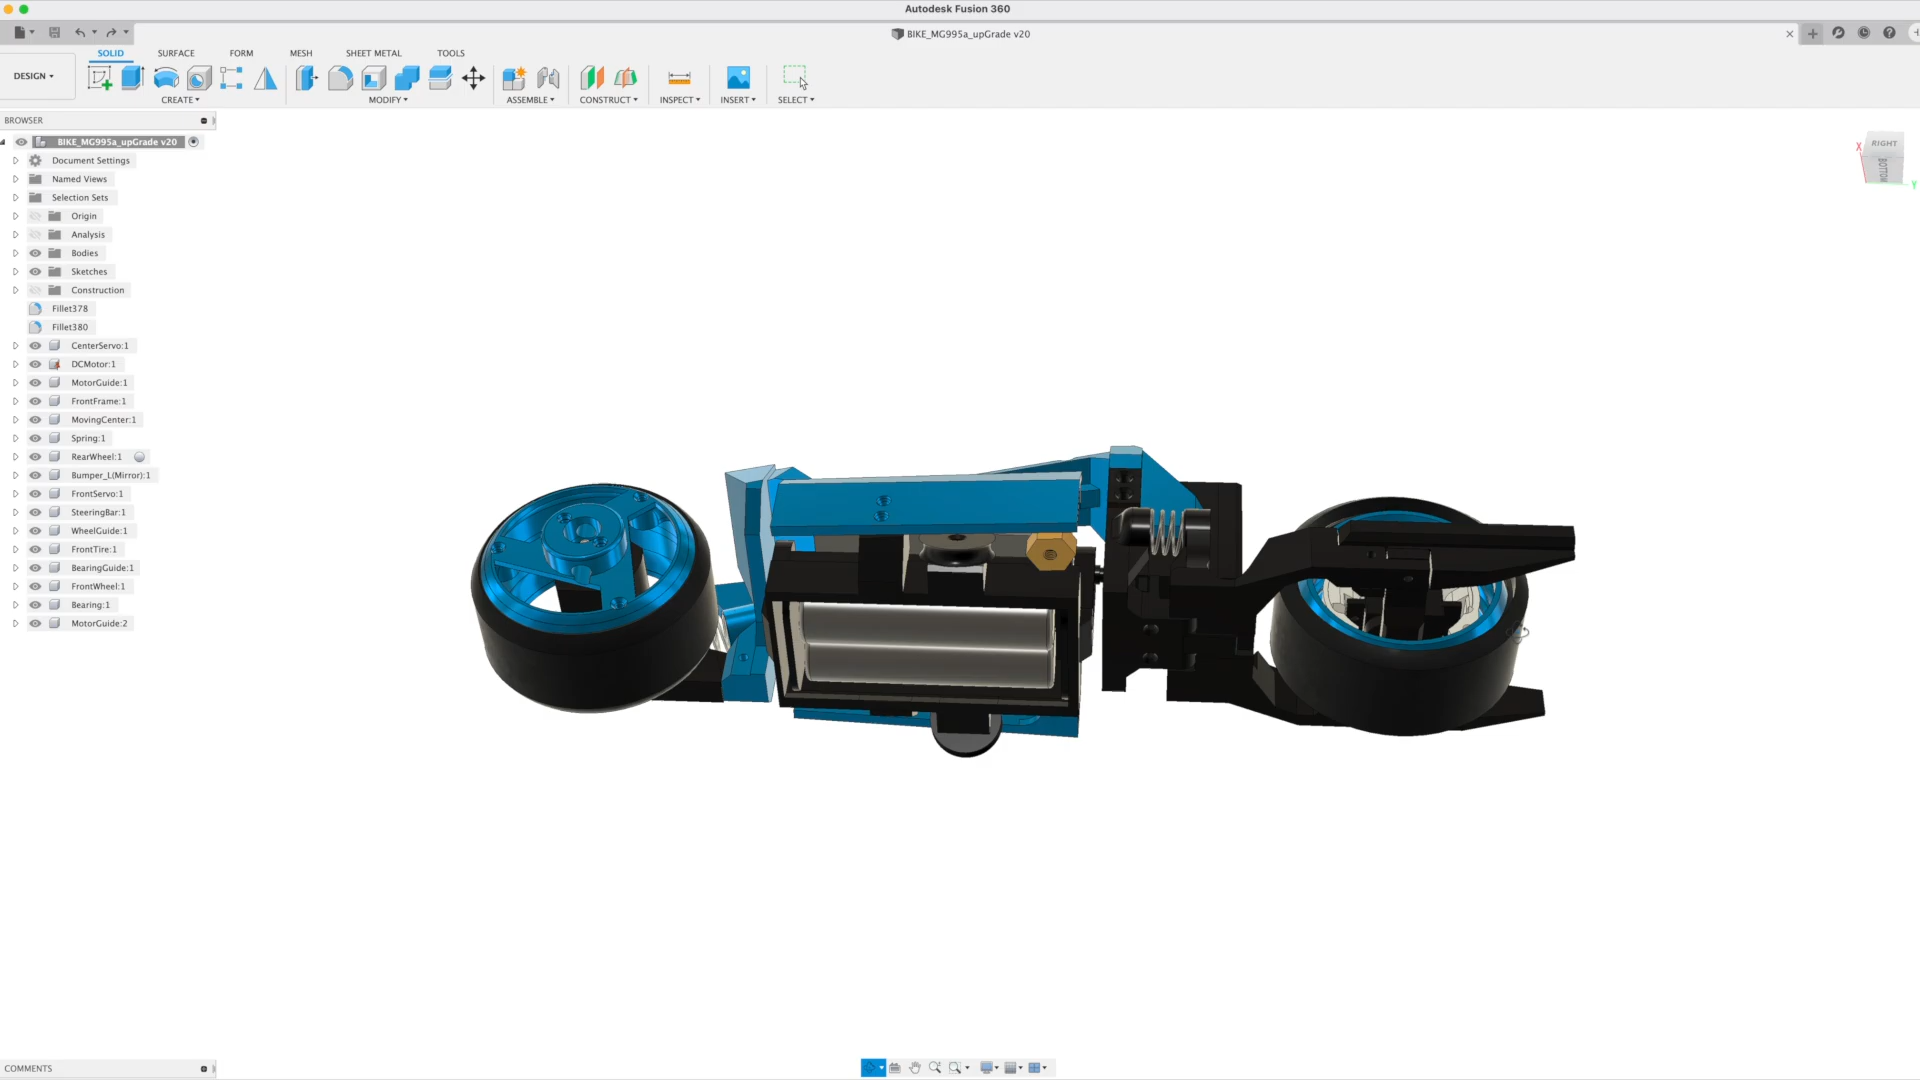 Autodesk Fusion 360
BIKE_MG995a_upGrade v20
SOLID SURFACE FORM MESH SHEET METAL TOOLS
DESIGN
CREATE MODIFY ASSEMBLE CONSTRUCT INSPECT INSERT SELECT
BROWSER
BIKE_MG995a_upGrade v20
Document Settings
Named Views
Selection Sets
Origin
Analysis
Bodies
Sketches
Construction
Fillet378
Fillet380
CenterServo:1
DCMotor:1
MotorGuide:1
FrontFrame:1
MovingCenter:1
Spring:1
RearWheel:1
Bumper_L(Mirror):1
FrontServo:1
SteeringBar:1
WheelGuide:1
FrontTire:1
BearingGuide:1
FrontWheel:1
Bearing:1
MotorGuide:2
X
RIGHT
BOTTOM
Y
COMMENTS